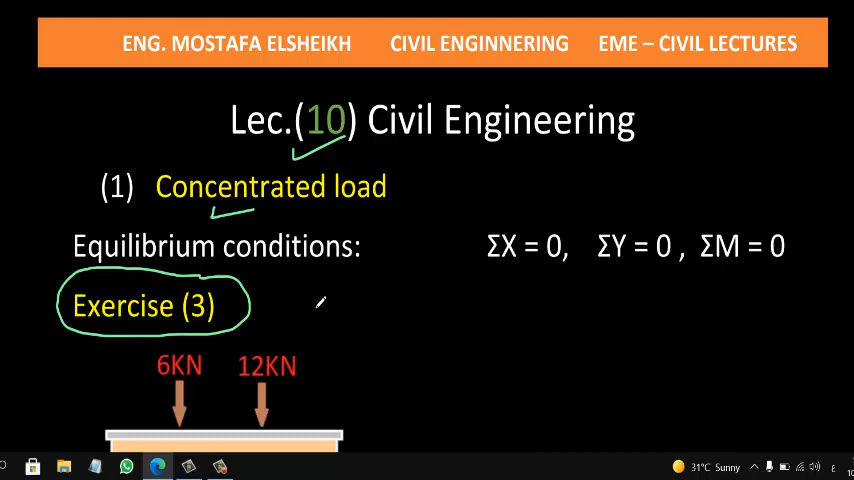 ENG. MOSTAFA ELSHEIKH CIVIL ENGINNERING EME – CIVIL LECTURES
Lec.(10) Civil Engineering
(1) Concentrated load
Equilibrium conditions: ΣX = 0, ΣY = 0 , ΣM = 0
Exercise (3)
6KN 12KN
31°C Sunny